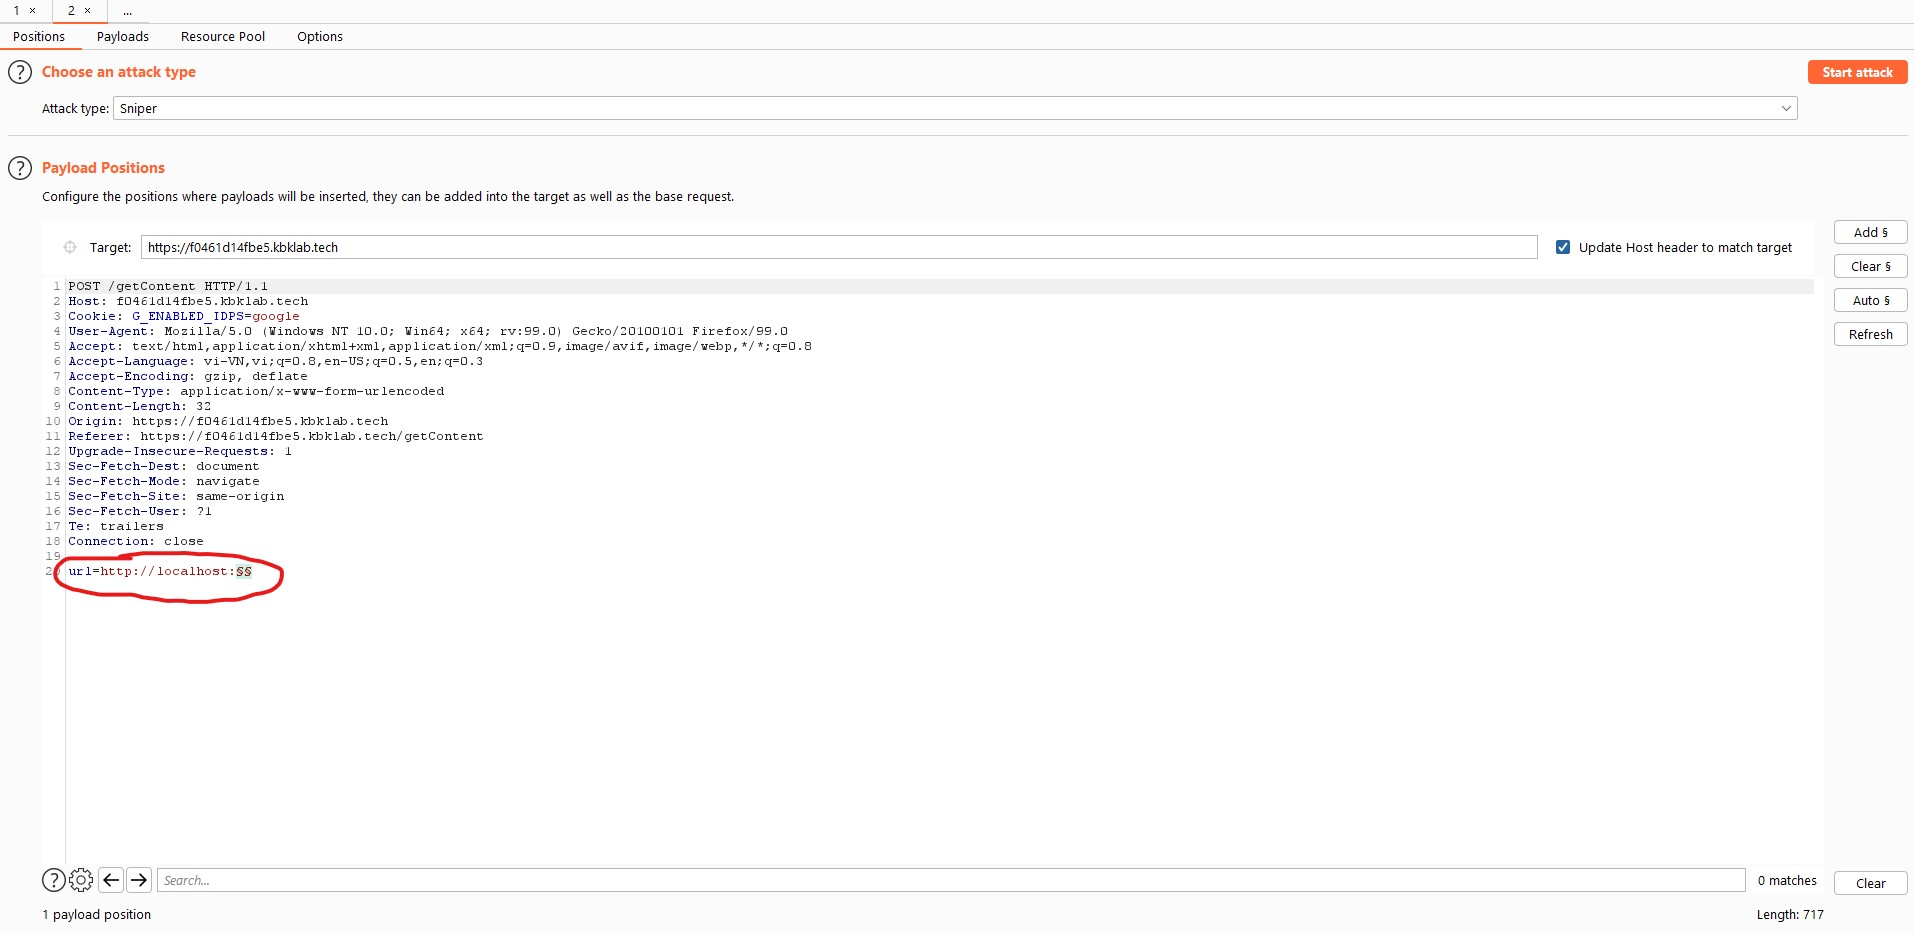 1 × 2 × ...
Positions Payloads Resource Pool Options
? Choose an attack type
Start attack
Attack type: Sniper
? Payload Positions
Configure the positions where payloads will be inserted, they can be added into the target as well as the base request.
Target: https://f0461d14fbe5.kbklab.tech
Update Host header to match target
Add §
Clear §
Auto §
Refresh
1 POST /getContent HTTP/1.1
2 Host: f0461d14fbe5.kbklab.tech
3 Cookie: G_ENABLED_IDPS=google
4 User-Agent: Mozilla/5.0 (Windows NT 10.0; Win64; x64; rv:99.0) Gecko/20100101 Firefox/99.0
5 Accept: text/html,application/xhtml+xml,application/xml;q=0.9,image/avif,image/webp,*/*;q=0.8
6 Accept-Language: vi-VN,vi;q=0.8,en-US;q=0.5,en;q=0.3
7 Accept-Encoding: gzip, deflate
8 Content-Type: application/x-www-form-urlencoded
9 Content-Length: 32
10 Origin: https://f0461d14fbe5.kbklab.tech
11 Referer: https://f0461d14fbe5.kbklab.tech/getContent
12 Upgrade-Insecure-Requests: 1
13 Sec-Fetch-Dest: document
14 Sec-Fetch-Mode: navigate
15 Sec-Fetch-Site: same-origin
16 Sec-Fetch-User: ?1
17 Te: trailers
18 Connection: close
19
20 url=http://localhost:§§
? Search... 0 matches Clear
1 payload position
Length: 717